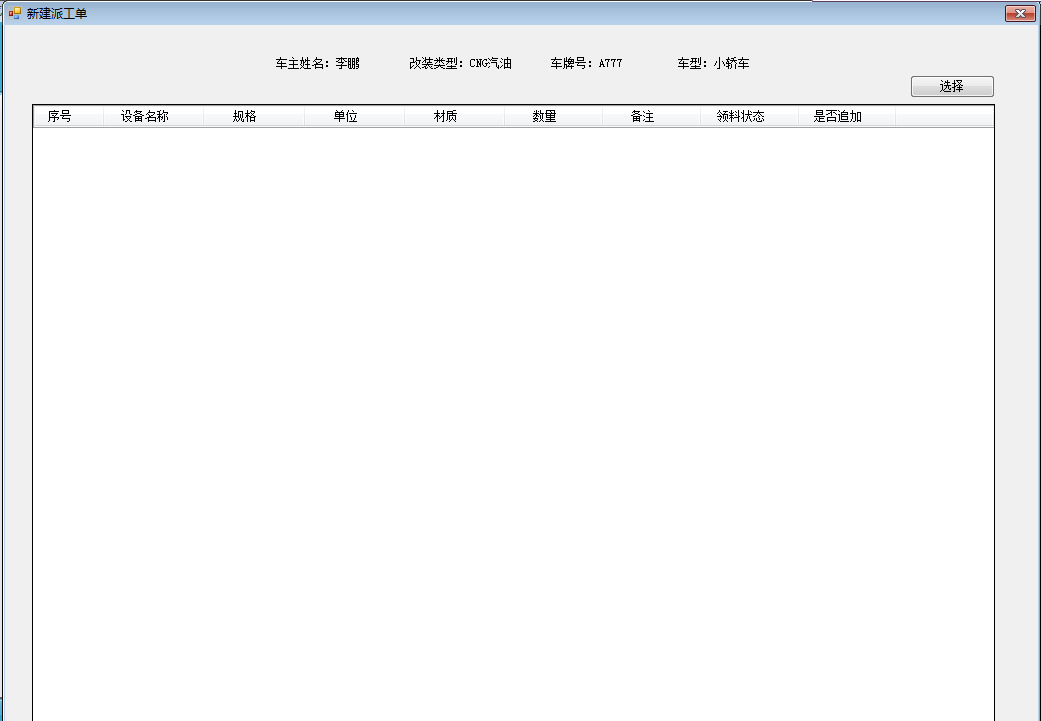 新建派工单
车主姓名：李鹏 改装类型：CNG汽油 车牌号：A777 车型：小轿车
选择
序号 设备名称 规格 单位 材质 数量 备注 领料状态 是否追加